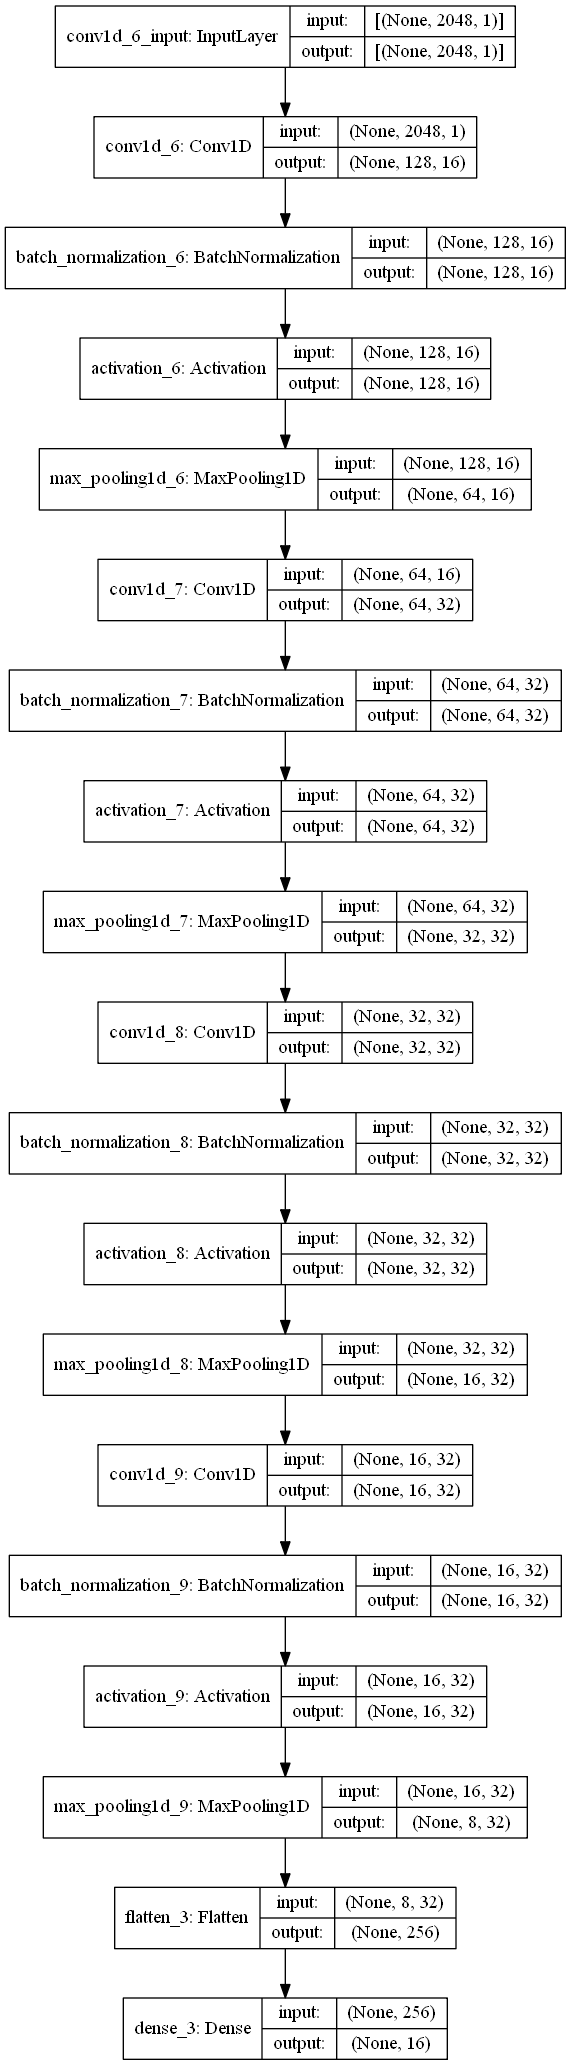 conv1d_6_input: InputLayer input: [(None, 2048, 1)]
output: [(None, 2048, 1)]
conv1d_6: Conv1D input: (None, 2048, 1)
output: (None, 128, 16)
batch_normalization_6: BatchNormalization input: (None, 128, 16)
output: (None, 128, 16)
activation_6: Activation input: (None, 128, 16)
output: (None, 128, 16)
max_pooling1d_6: MaxPooling1D input: (None, 128, 16)
output: (None, 64, 16)
conv1d_7: Conv1D input: (None, 64, 16)
output: (None, 64, 32)
batch_normalization_7: BatchNormalization input: (None, 64, 32)
output: (None, 64, 32)
activation_7: Activation input: (None, 64, 32)
output: (None, 64, 32)
max_pooling1d_7: MaxPooling1D input: (None, 64, 32)
output: (None, 32, 32)
conv1d_8: Conv1D input: (None, 32, 32)
output: (None, 32, 32)
batch_normalization_8: BatchNormalization input: (None, 32, 32)
output: (None, 32, 32)
activation_8: Activation input: (None, 32, 32)
output: (None, 32, 32)
max_pooling1d_8: MaxPooling1D input: (None, 32, 32)
output: (None, 16, 32)
conv1d_9: Conv1D input: (None, 16, 32)
output: (None, 16, 32)
batch_normalization_9: BatchNormalization input: (None, 16, 32)
output: (None, 16, 32)
activation_9: Activation input: (None, 16, 32)
output: (None, 16, 32)
max_pooling1d_9: MaxPooling1D input: (None, 16, 32)
output: (None, 8, 32)
flatten_3: Flatten input: (None, 8, 32)
output: (None, 256)
dense_3: Dense input: (None, 256)
output: (None, 16)